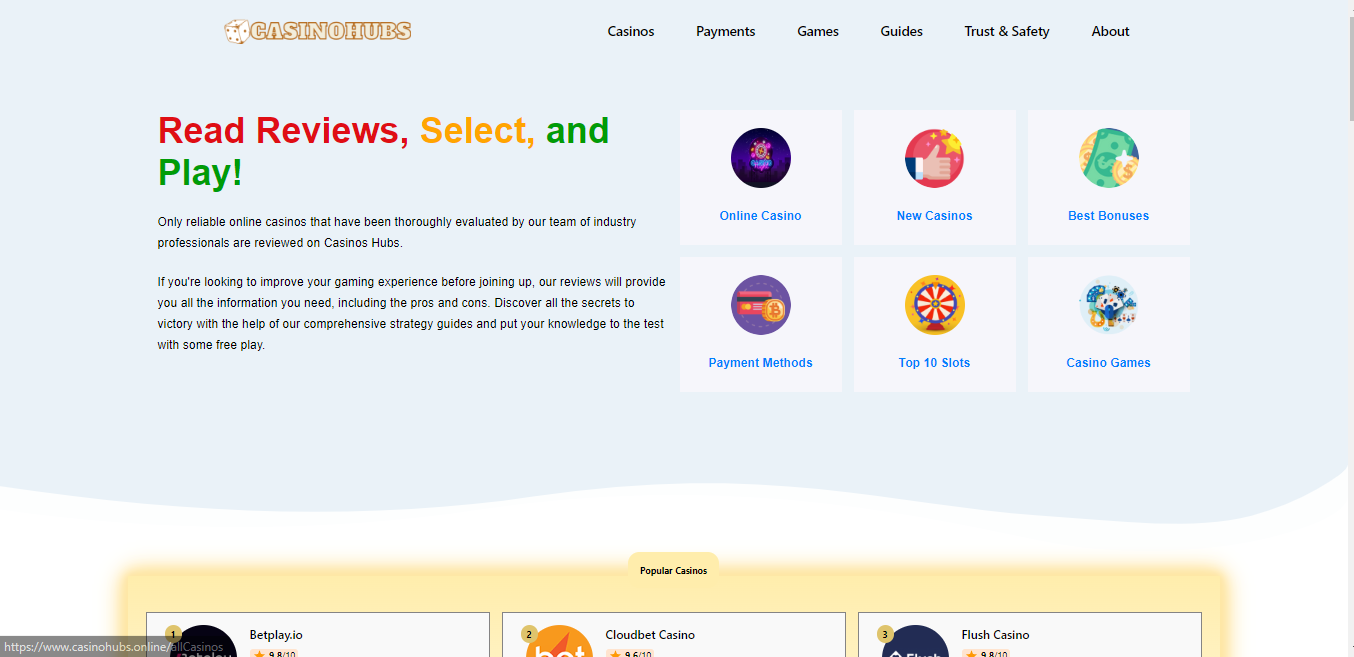 CASINOHUBS
Casinos
Payments
Games
Guides
Trust & Safety
About
Read Reviews, Select, and
Play!
Only reliable online casinos that have been thoroughly evaluated by our team of industry
professionals are reviewed on Casinos Hubs.
If you're looking to improve your gaming experience before joining up, our reviews will provide
you all the information you need, including the pros and cons. Discover all the secrets to
victory with the help of our comprehensive strategy guides and put your knowledge to the test
with some free play.
Online Casino
New Casinos
Best Bonuses
Payment Methods
Top 10 Slots
Casino Games
Popular Casinos
1
Betplay.io
9.8/10
2
bet
Cloudbet Casino
9.6/10
3
Flush
Flush Casino
9.8/10
https://www.casinohubs.online/allCasinos